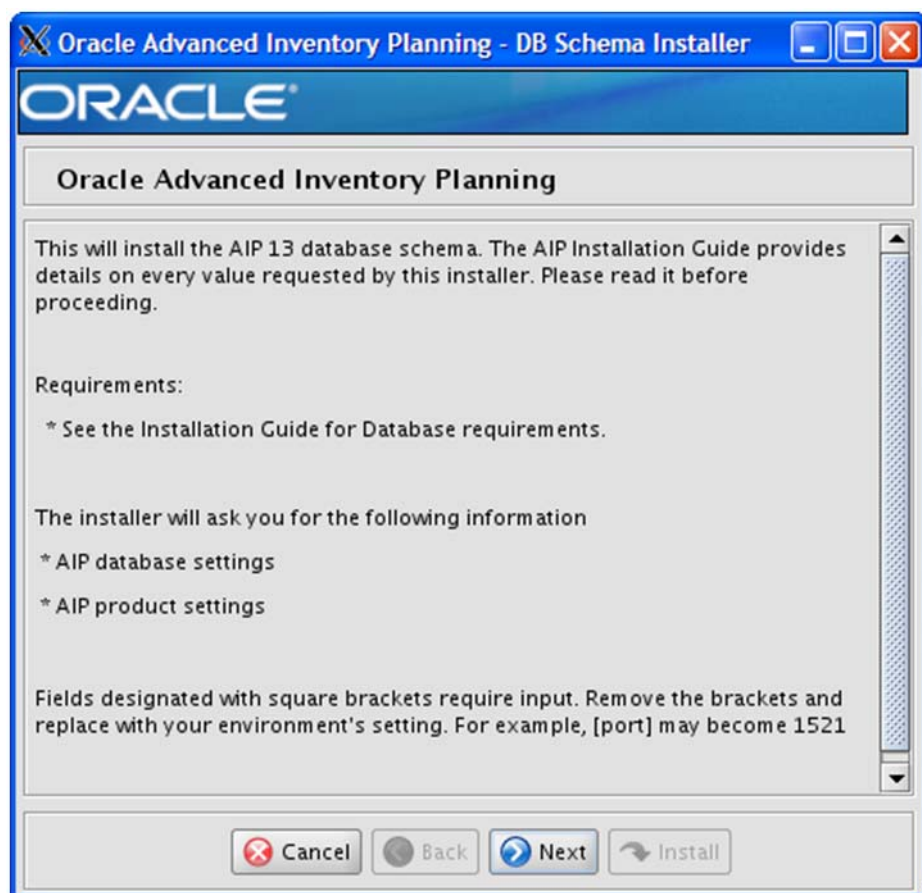 Oracle Advanced Inventory Planning - DB Schema Installer
ORACLE®
Oracle Advanced Inventory Planning
This will install the AIP 13 database schema. The AIP Installation Guide provides
details on every value requested by this installer. Please read it before
proceeding.
Requirements:
* See the Installation Guide for Database requirements.
The installer will ask you for the following information
* AIP database settings
* AIP product settings
Fields designated with square brackets require input. Remove the brackets and
replace with your environment's setting. For example, [port] may become 1521
Cancel Back Next Install